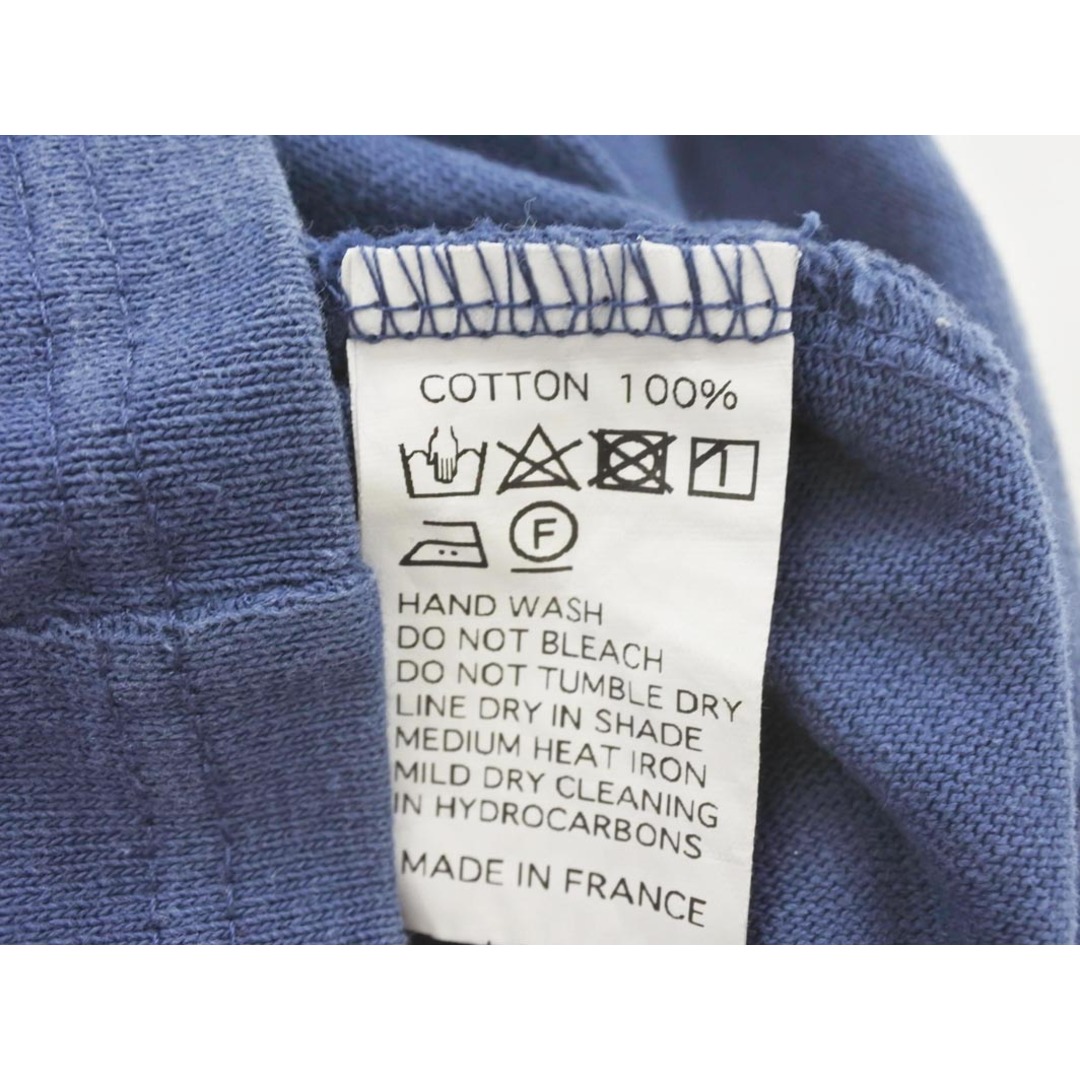 COTTON 100%
1
F
HAND WASH
DO NOT BLEACH
DO NOT TUMBLE DRY
LINE DRY IN SHADE
MEDIUM HEAT IRON
MILD DRY CLEANING
IN HYDROCARBONS
MADE IN FRANCE